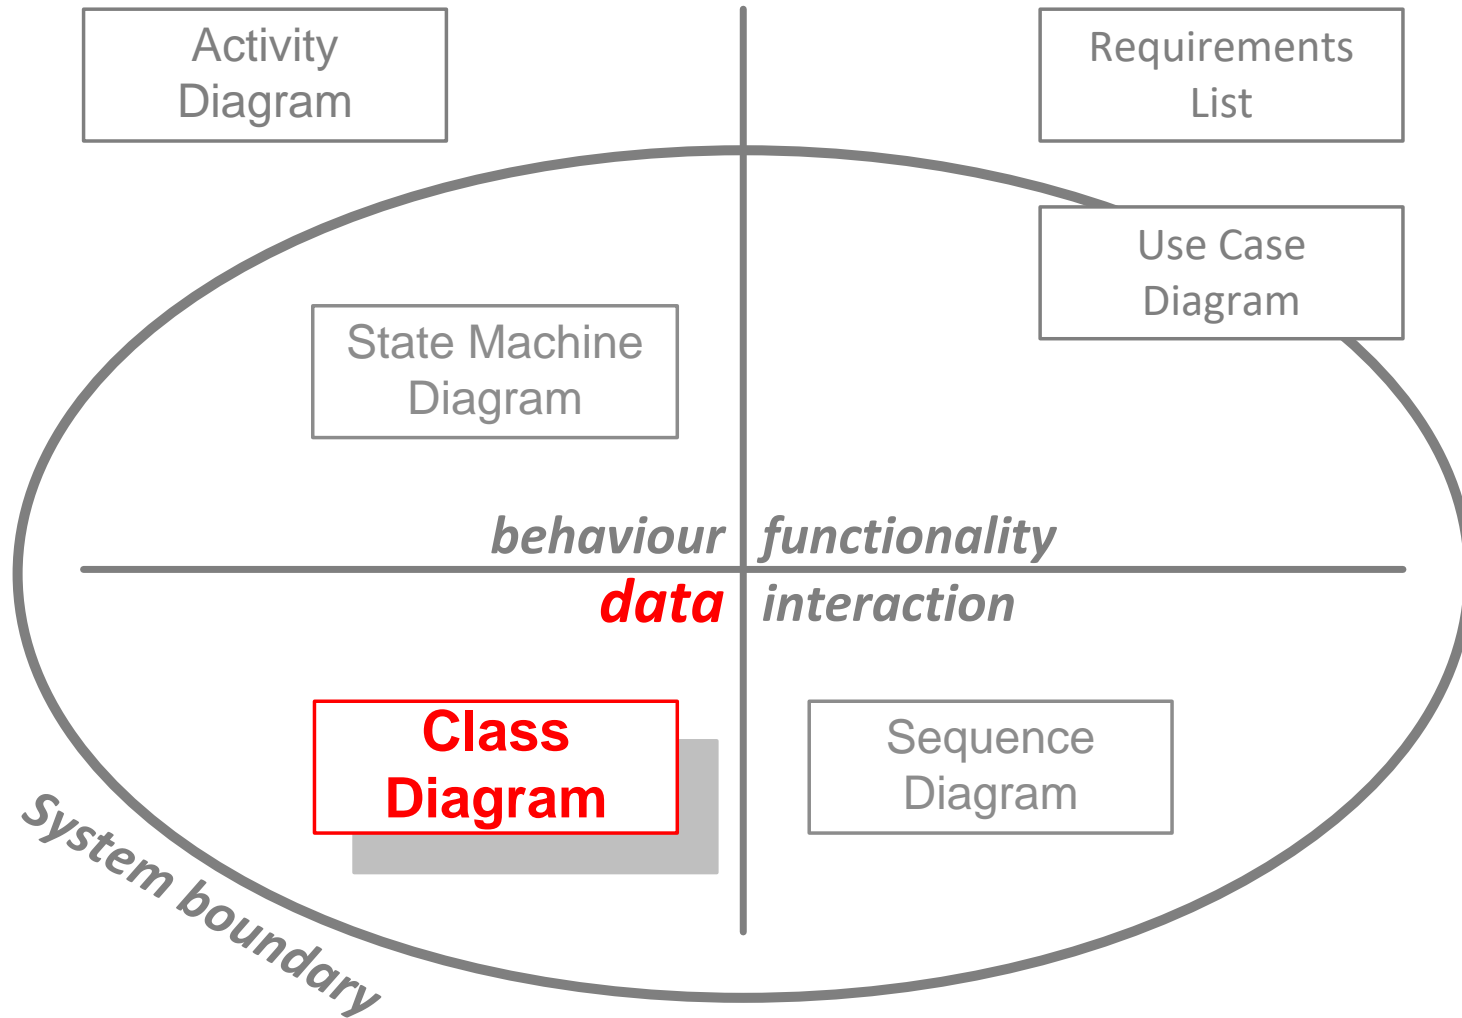 Activity
Diagram
Requirements
List
Use Case
Diagram
State Machine
Diagram
behaviour
functionality
data
interaction
Class
Diagram
Sequence
Diagram
System boundary